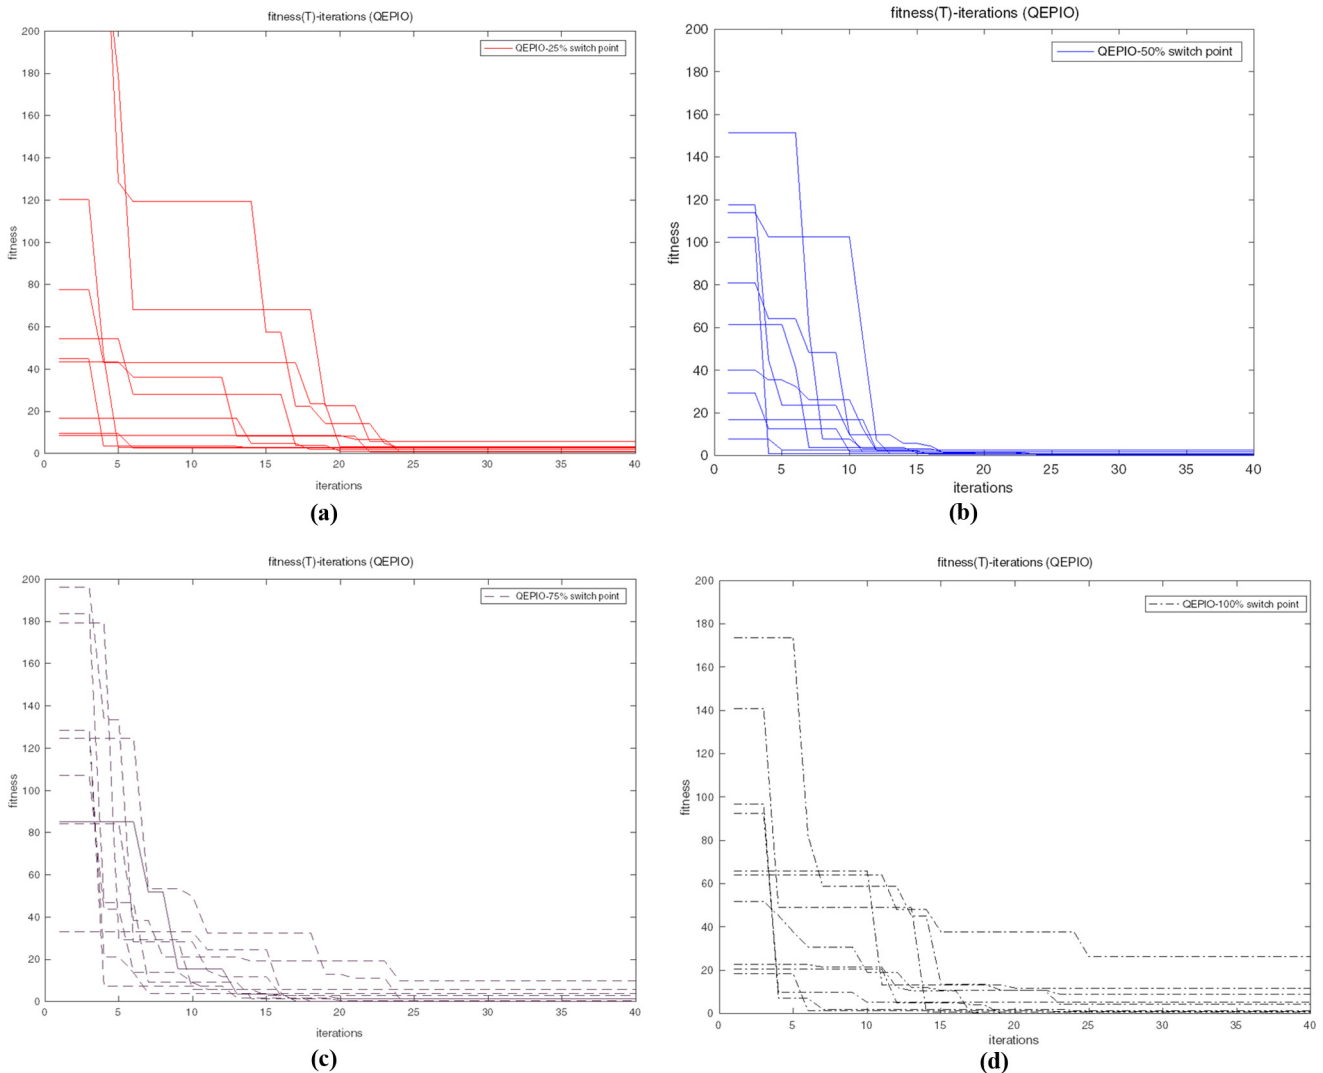 fitness(T)-iterations (QEPIO)
QEPIO-25% switch point
200
180
160
140
120
100
80
60
40
20
0
fitness
0 5 10 15 20 25 30 35 40
iterations
(a)
fitness(T)-iterations (QEPIO)
QEPIO-50% switch point
200
180
160
140
120
100
80
60
40
20
0
fitness
0 5 10 15 20 25 30 35 40
iterations
(b)
fitness(T)-iterations (QEPIO)
QEPIO-75% switch point
200
180
160
140
120
100
80
60
40
20
0
fitness
0 5 10 15 20 25 30 35 40
iterations
(c)
fitness(T)-iterations (QEPIO)
QEPIO-100% switch point
200
180
160
140
120
100
80
60
40
20
0
fitness
0 5 10 15 20 25 30 35 40
iterations
(d)